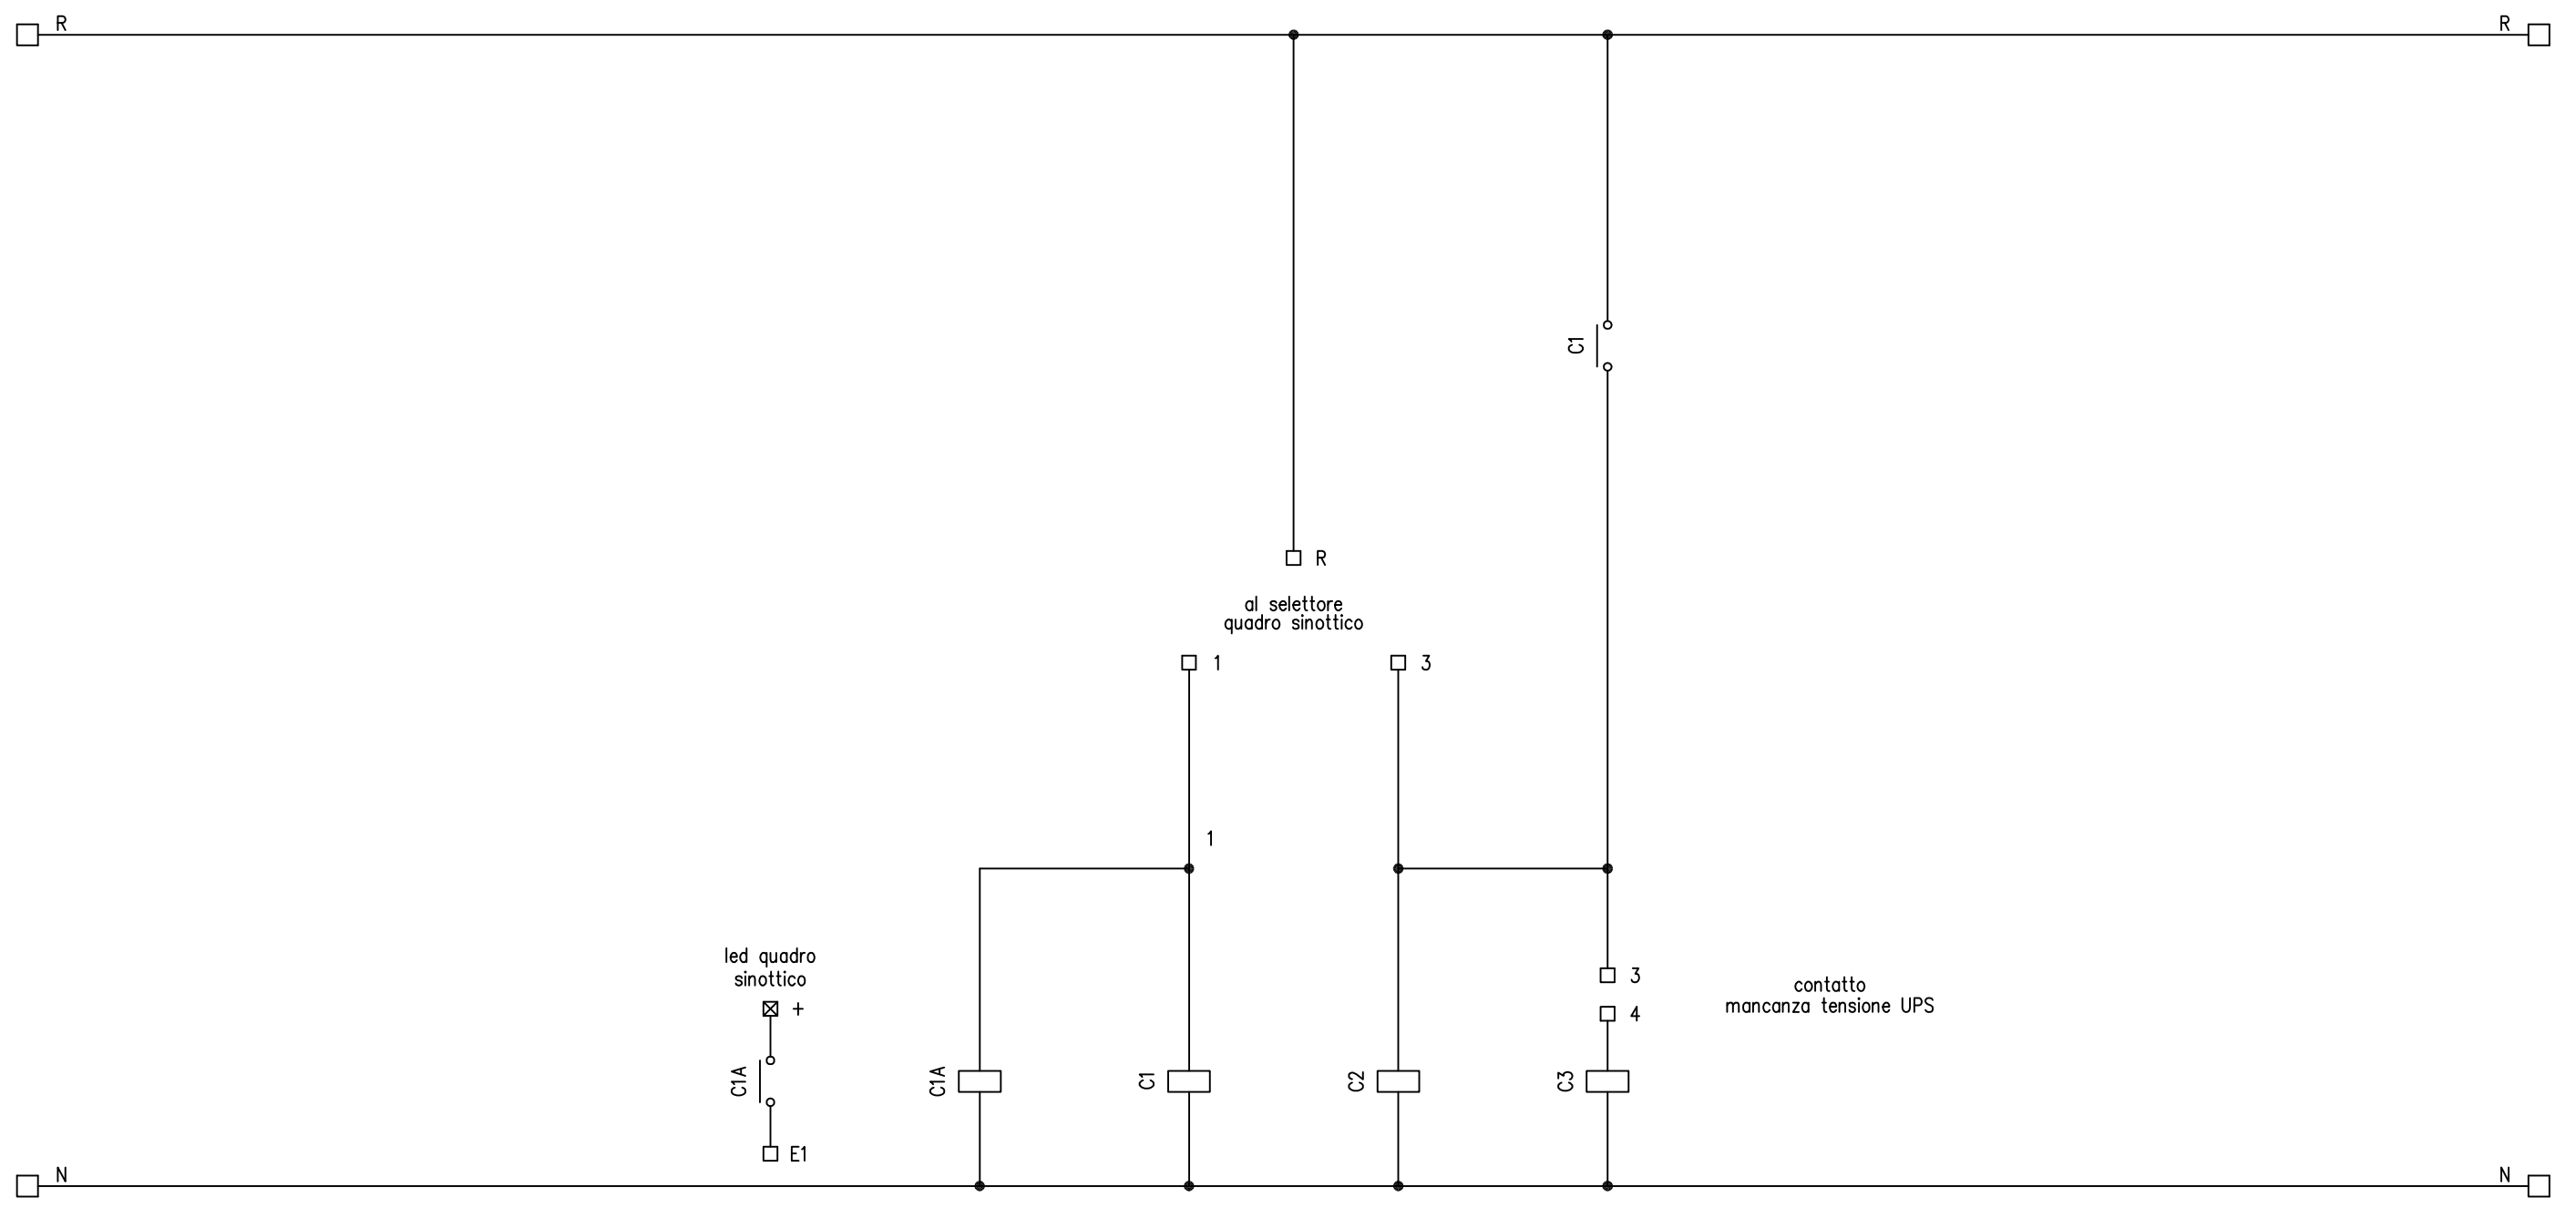 R
R
C1
R
al selettore
quadro sinottico
1
3
1
led quadro
sinottico
+
C1A
E1
C1A
C1
C2
C3
3
4
contatto
mancanza tensione UPS
N
N